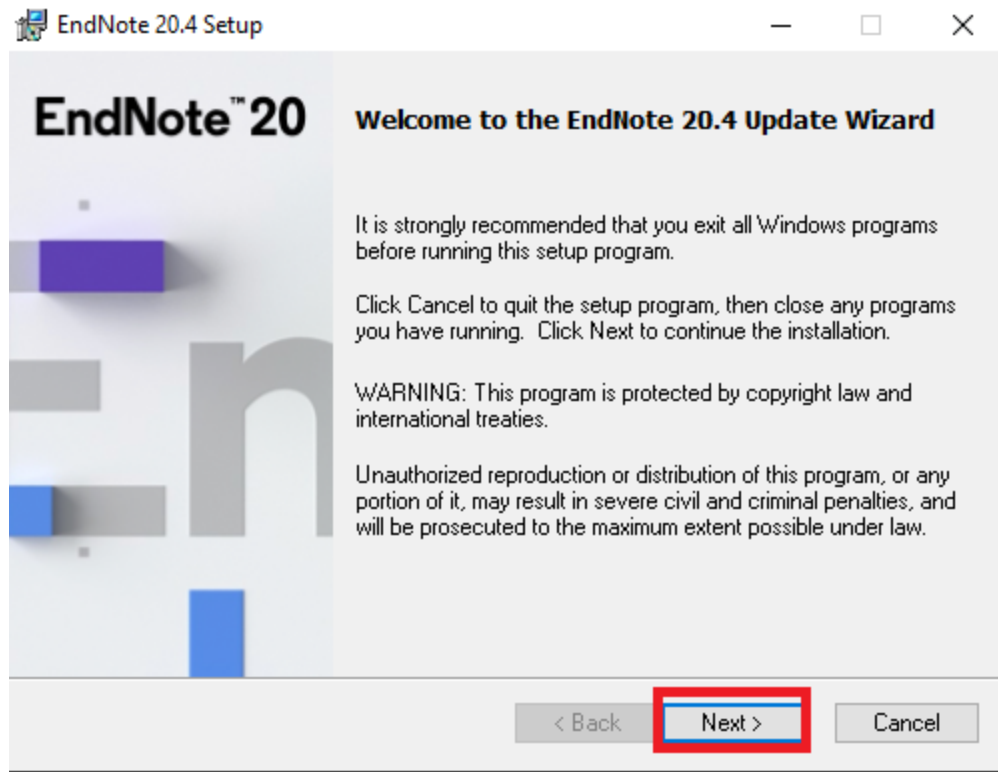 EndNote 20.4 Setup
EndNote™20
Welcome to the EndNote 20.4 Update Wizard
It is strongly recommended that you exit all Windows programs
before running this setup program.
Click Cancel to quit the setup program, then close any programs
you have running.  Click Next to continue the installation.
WARNING: This program is protected by copyright law and
international treaties.
Unauthorized reproduction or distribution of this program, or any
portion of it, may result in severe civil and criminal penalties, and
will be prosecuted to the maximum extent possible under law.
En
< Back Next > Cancel